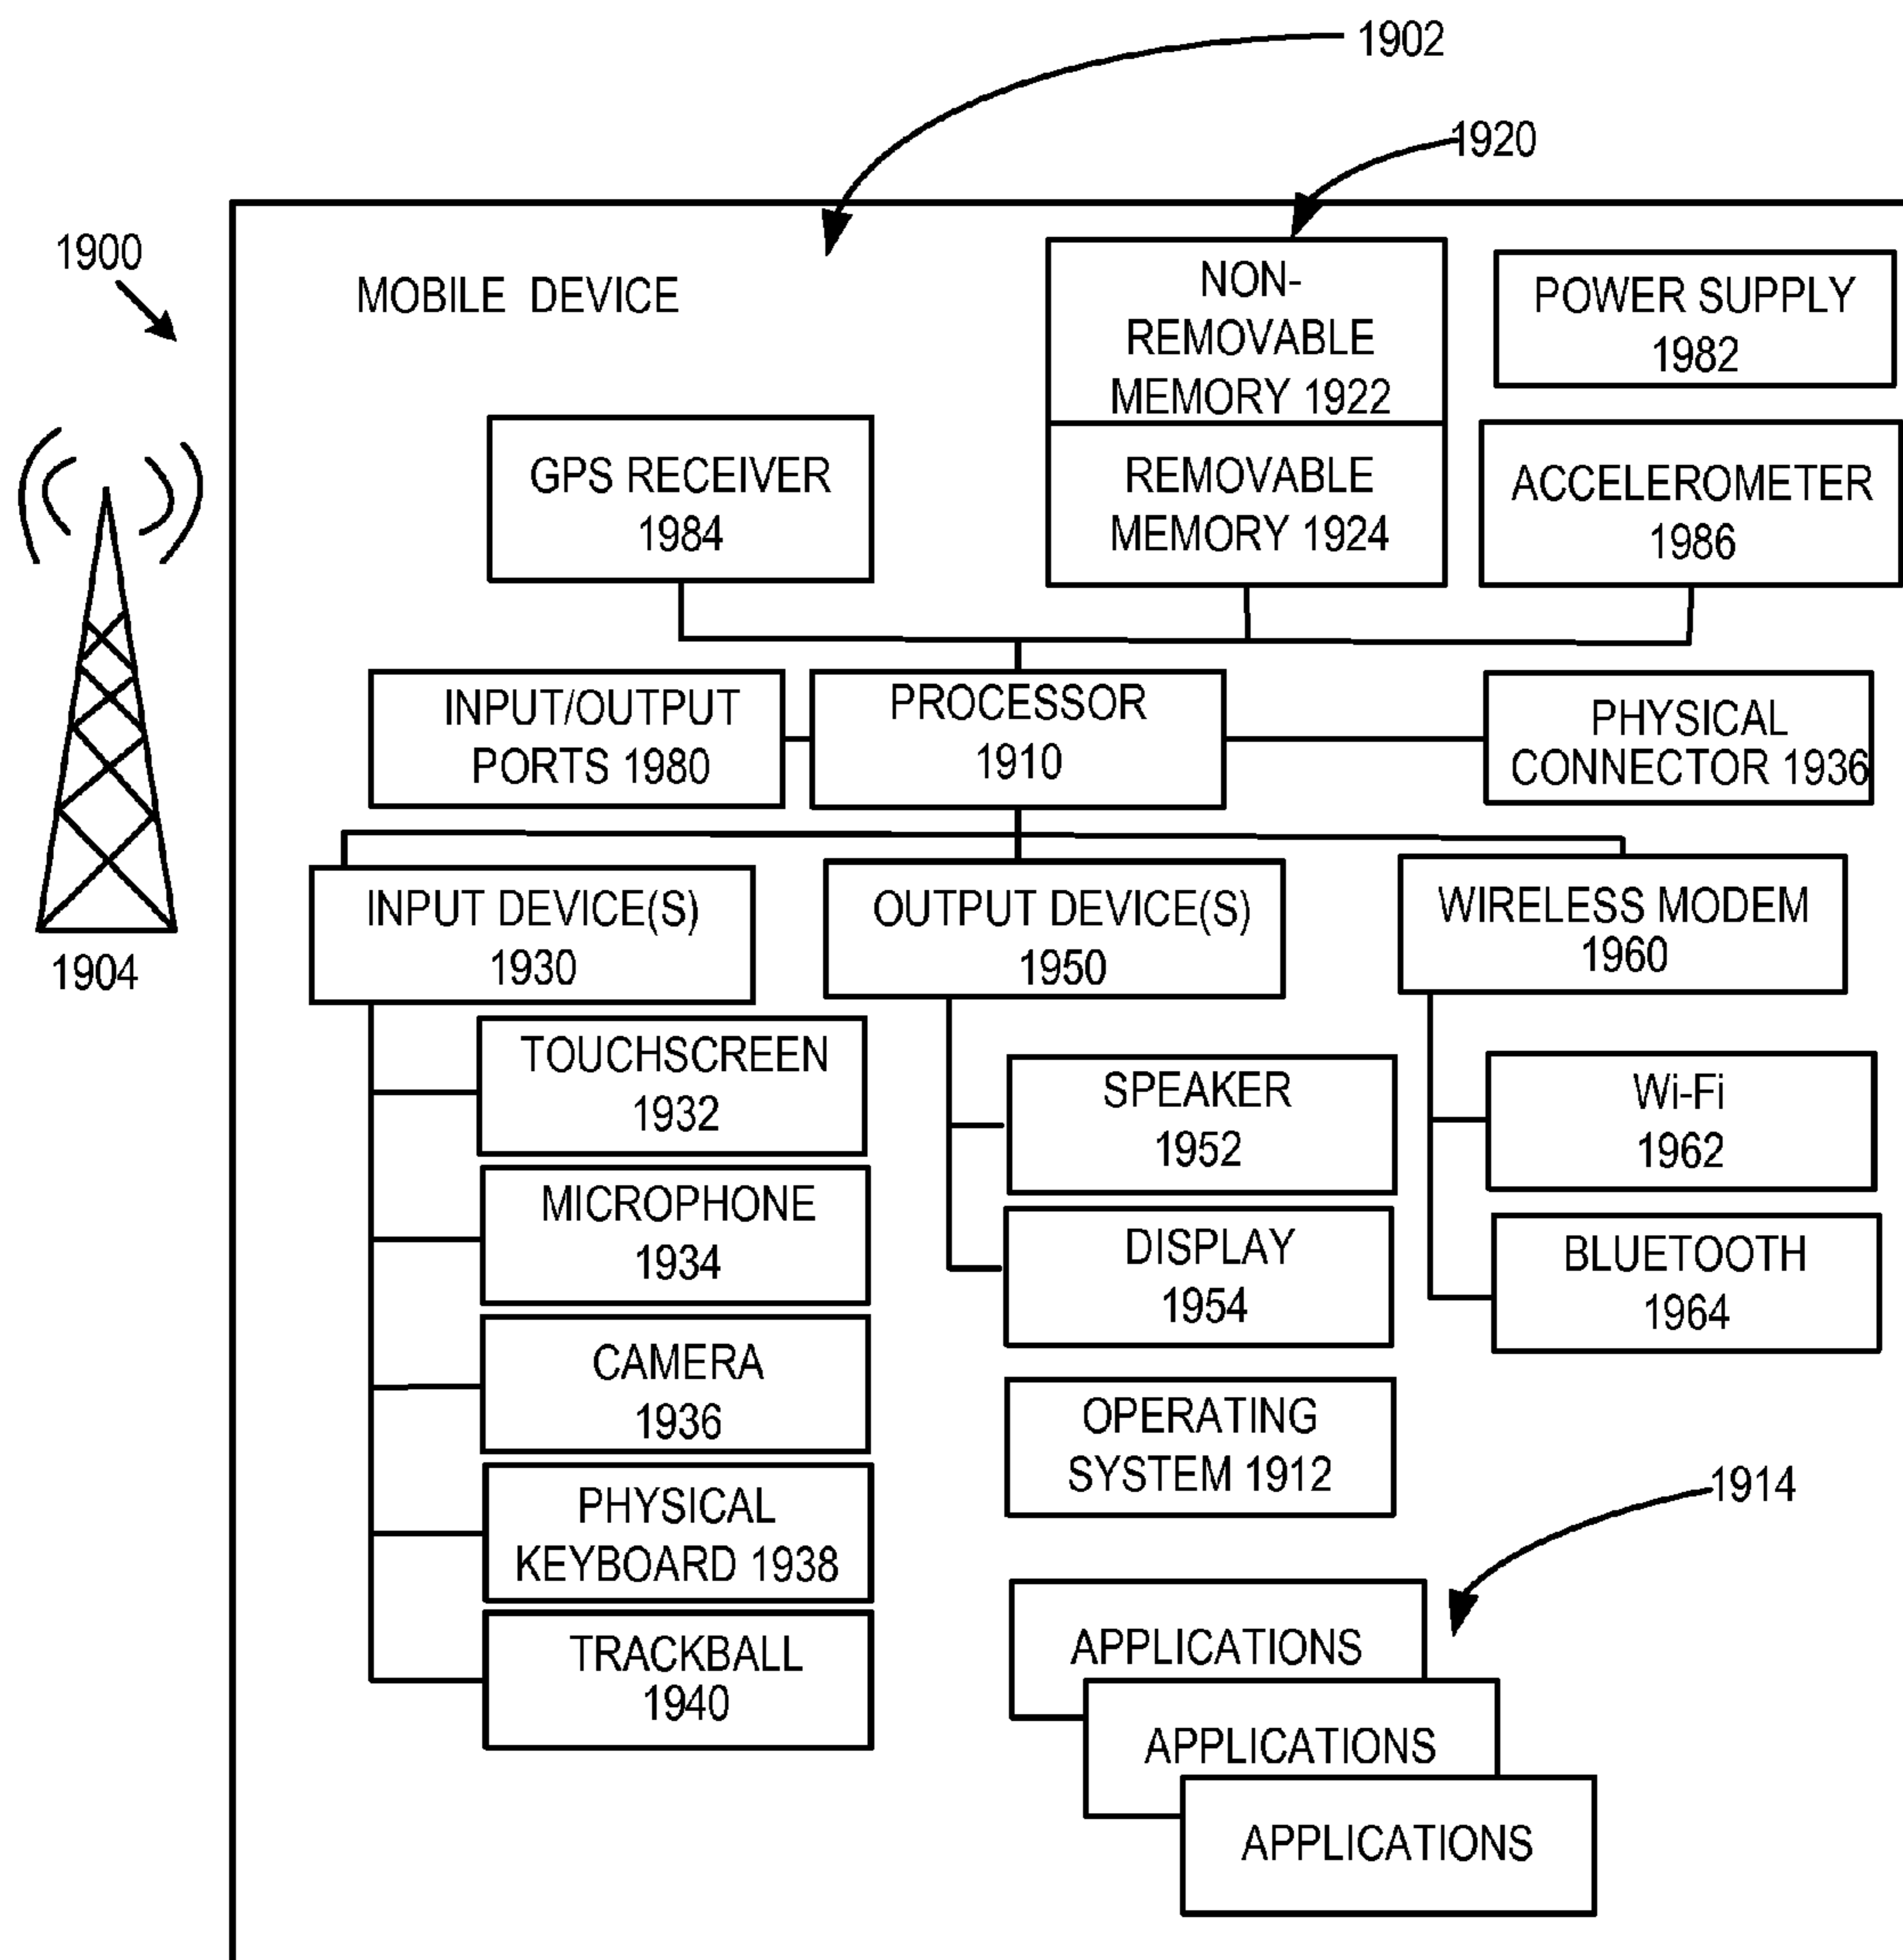 1902
1920
1900
MOBILE DEVICE
NON-
REMOVABLE
MEMORY 1922
POWER SUPPLY
1982
GPS RECEIVER
1984
REMOVABLE
MEMORY 1924
ACCELEROMETER
1986
INPUT/OUTPUT
PORTS 1980
PROCESSOR
1910
PHYSICAL
CONNECTOR 1936
1904
INPUT DEVICE(S)
1930
OUTPUT DEVICE(S)
1950
WIRELESS MODEM
1960
TOUCHSCREEN
1932
MICROPHONE
1934
CAMERA
1936
PHYSICAL
KEYBOARD 1938
TRACKBALL
1940
SPEAKER
1952
DISPLAY
1954
Wi-Fi
1962
BLUETOOTH
1964
OPERATING
SYSTEM 1912
1914
APPLICATIONS
APPLICATIONS
APPLICATIONS